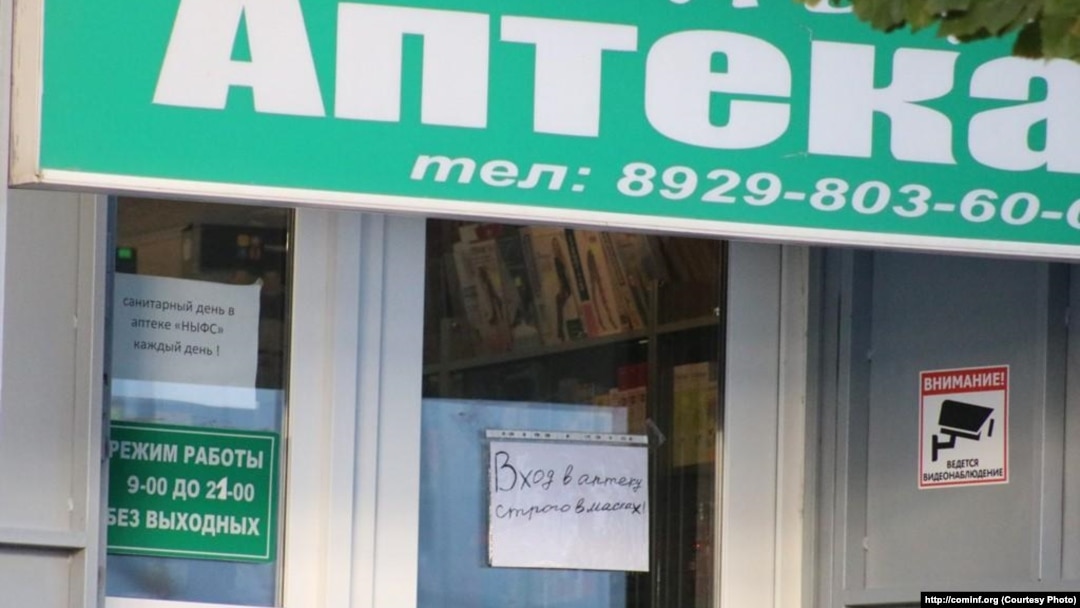 Аптека
тел: 8929-803-60-0
санитарный день в
аптеке «НЫФС»
каждый день !
РЕЖИМ РАБОТЫ
9-00 ДО 21-00
БЕЗ ВЫХОДНЫХ
Вход в аптеку
строго в масках!
ВНИМАНИЕ!
ВЕДЕТСЯ
ВИДЕОНАБЛЮДЕНИЕ
http://cominf.org (Courtesy Photo)